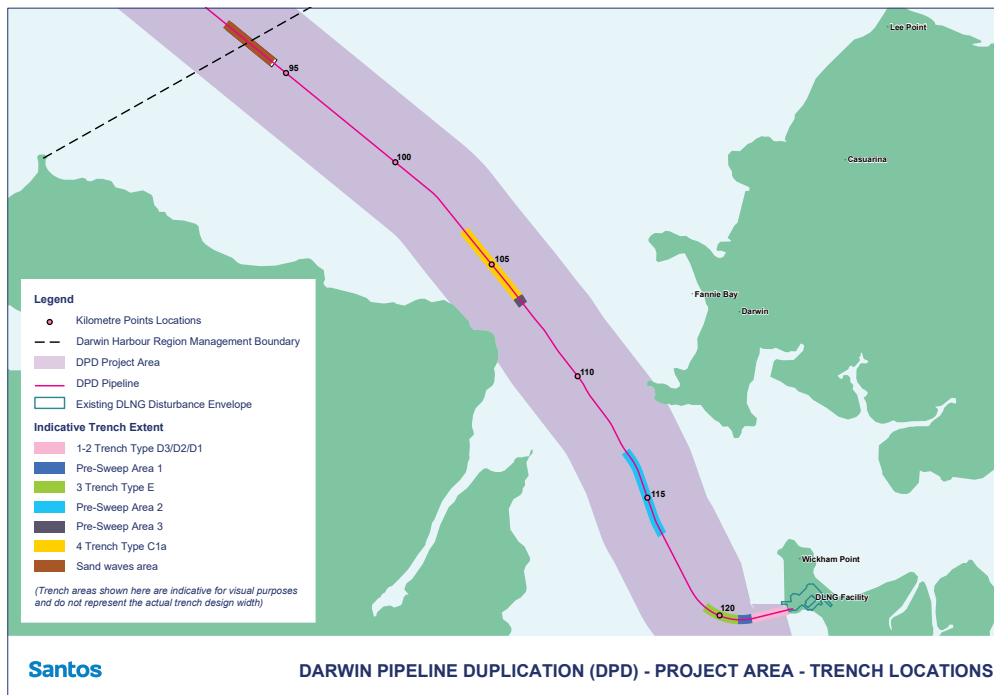 Lee Point
95
Casuarina
100
105
Fannie Bay
Darwin
110
115
Wickham Point
DLNG Facility
120
Legend
Kilometre Points Locations
Darwin Harbour Region Management Boundary
DPD Project Area
DPD Pipeline
Existing DLNG Disturbance Envelope
Indicative Trench Extent
1-2 Trench Type D3/D2/D1
Pre-Sweep Area 1
3 Trench Type E
Pre-Sweep Area 2
Pre-Sweep Area 3
4 Trench Type C1a
Sand waves area
(Trench areas shown here are indicative for visual purposes
and do not represent the actual trench design width)
Santos
DARWIN PIPELINE DUPLICATION (DPD) - PROJECT AREA - TRENCH LOCATIONS